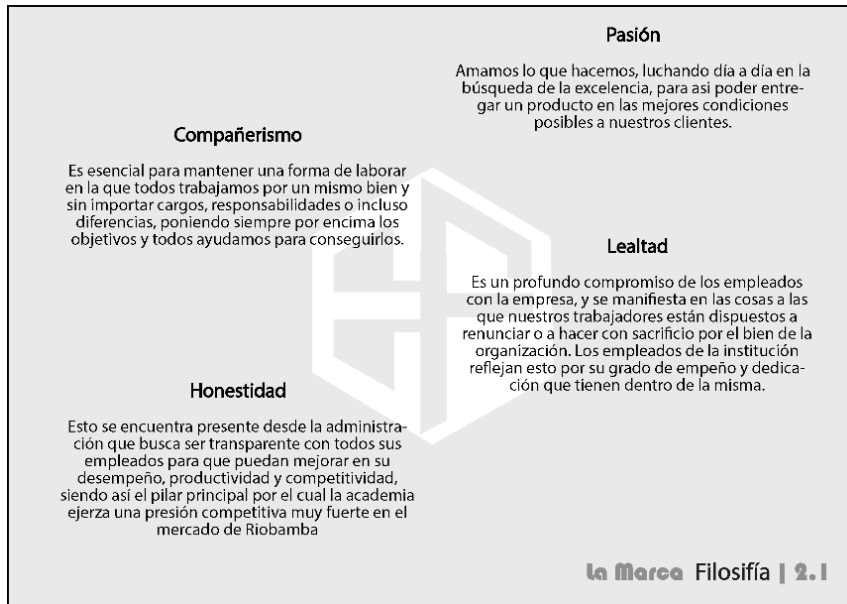 Pasión
Amamos lo que hacemos, luchando día a día en la
búsqueda de la excelencia, para asi poder entre-
gar un producto en las mejores condiciones
posibles a nuestros clientes.
Compañerismo
Es esencial para mantener una forma de laborar
en la que todos trabajamos por un mismo bien y
sin importar cargos, responsabilidades o incluso
diferencias, poniendo siempre por encima los
objetivos y todos ayudamos para conseguirlos.
Lealtad
Es un profundo compromiso de los empleados
con la empresa, y se manifiesta en las cosas a las
que nuestros trabajadores están dispuestos a
renunciar o a hacer con sacrificio por el bien de la
organización. Los empleados de la institución
reflejan esto por su grado de empeño y dedica-
ción que tienen dentro de la misma.
Honestidad
Esto se encuentra presente desde la administra-
ción que busca ser transparente con todos sus
empleados para que puedan mejorar en su
desempeño, productividad y competitividad,
siendo así el pilar principal por el cual la academia
ejerza una presión competitiva muy fuerte en el
mercado de Riobamba
La Marca Filosifía | 2.1